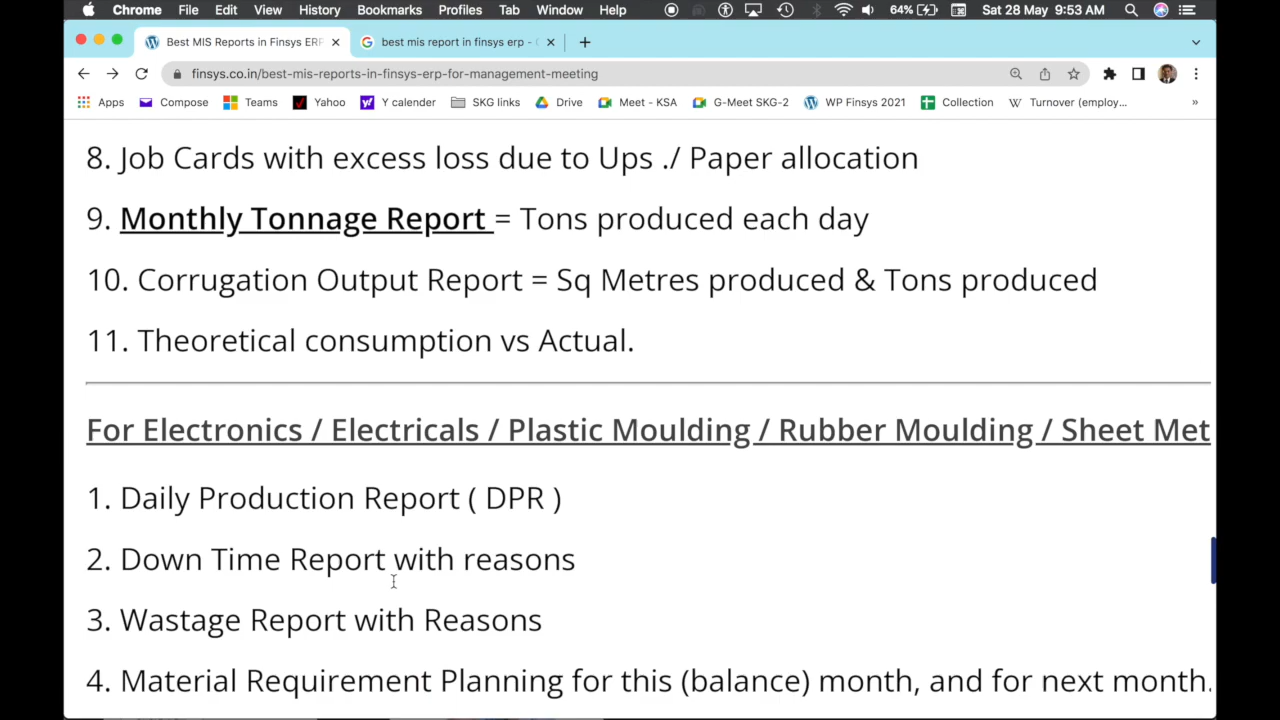 Chrome File Edit View History Bookmarks Profiles Tab Window Help 64% Sat 28 May 9:53 AM
Best MIS Reports in Finsys ERP best mis report in finsys erp -
finsys.co.in/best-mis-reports-in-finsys-erp-for-management-meeting
Apps Compose Teams Yahoo Y calender SKG links Drive Meet - KSA G-Meet SKG-2 WP Finsys 2021 Collection Turnover (employ... »
8. Job Cards with excess loss due to Ups ./ Paper allocation
9. Monthly Tonnage Report = Tons produced each day
10. Corrugation Output Report = Sq Metres produced & Tons produced
11. Theoretical consumption vs Actual.
For Electronics / Electricals / Plastic Moulding / Rubber Moulding / Sheet Met
1. Daily Production Report ( DPR )
2. Down Time Report with reasons
3. Wastage Report with Reasons
4. Material Requirement Planning for this (balance) month, and for next month.